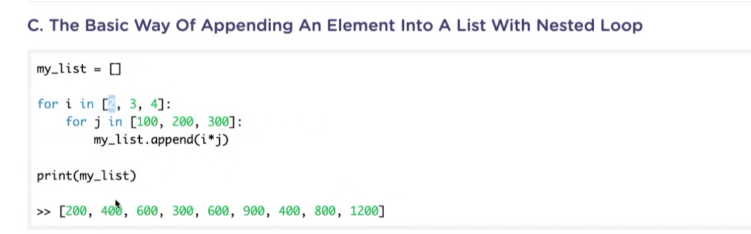 C. The Basic Way Of Appending An Element Into A List With Nested Loop
my_list = []
for i in [2, 3, 4]:
for j in [100, 200, 300]:
my_list.append(i*j)
print(my_list)
>> [200, 400, 600, 300, 600, 900, 400, 800, 1200]